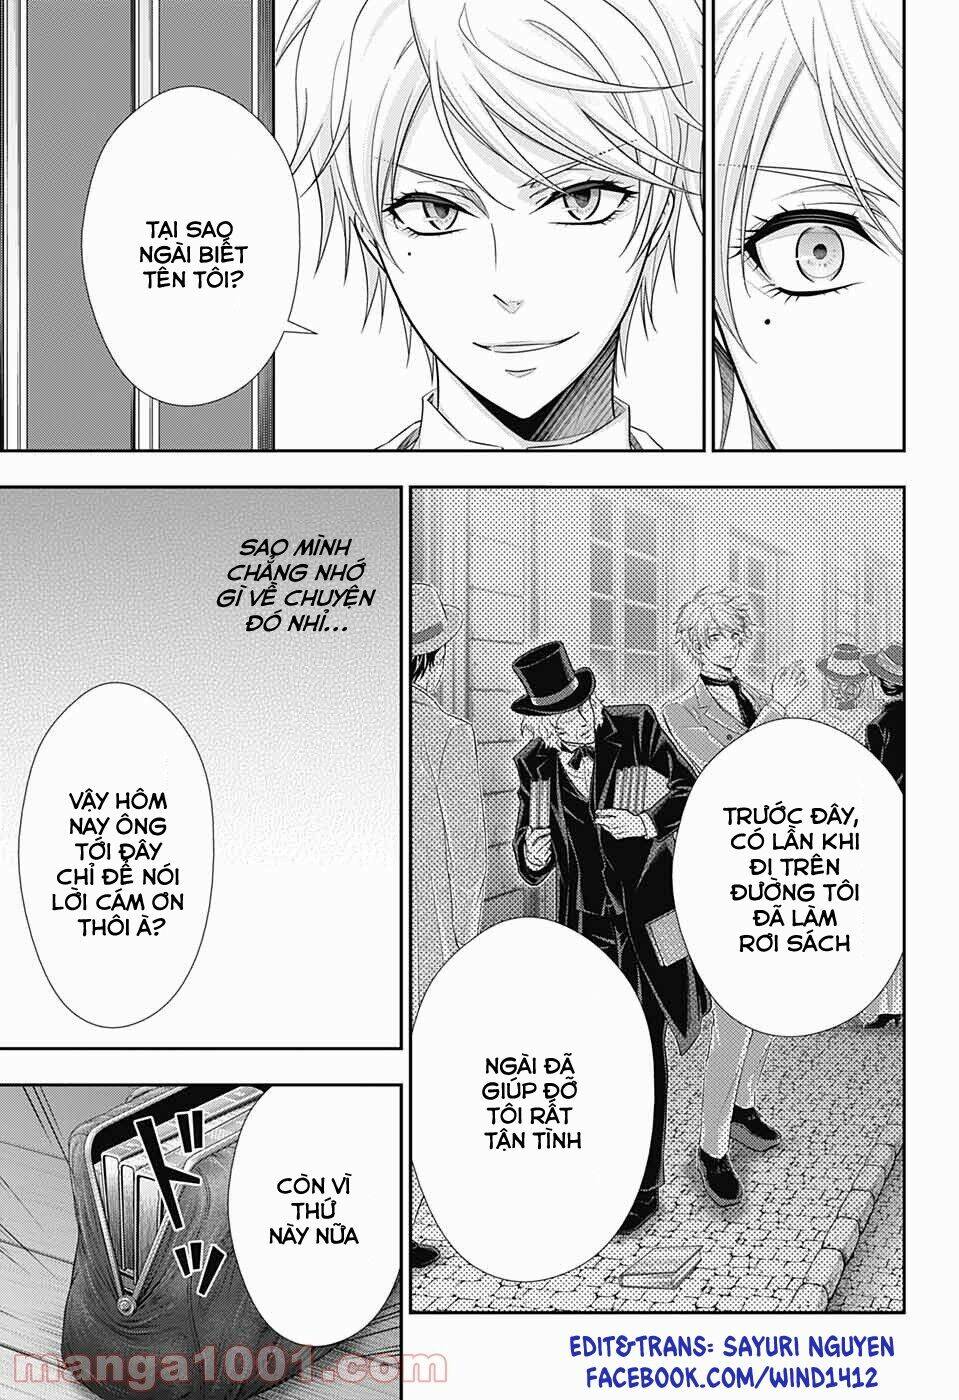 TẠI SAO
NGÀI BIẾT
TÊN TÔI?
TRƯỚC ĐÂY,
CÓ LẦN KHI
ĐI TRÊN
ĐƯỜNG TÔI
ĐÃ LÀM
RƠI SÁCH
NGÀI ĐÃ
GIÚP ĐỠ
TÔI RẤT
TẬN TÌNH
SAO MÌNH
CHẲNG NHỚ
GÌ VỀ CHUYỆN
ĐÓ NHỈ...
VẬY HÔM
NAY ÔNG
TỚI ĐÂY
CHỈ ĐỂ NÓI
LỜI CÁM ƠN
THÔI À?
CÒN VÌ
THỨ
NÀY NỮA
ドド
EDIT&TRANS: SAYURI NGUYEN
FACEBOOK.COM/WIND1412
manga1001.com